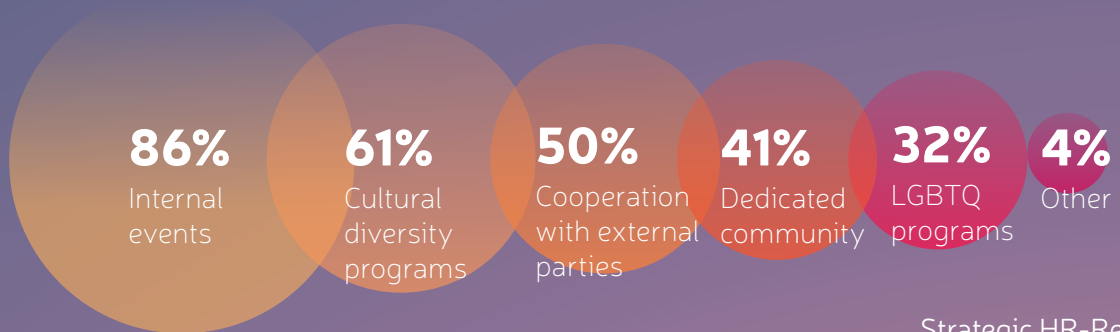 86%
Internal
events
61%
Cultural
diversity
programs
50%
Cooperation
with external
parties
41%
Dedicated
community
32%
LGBTQ
programs
4%
Other
Strategic